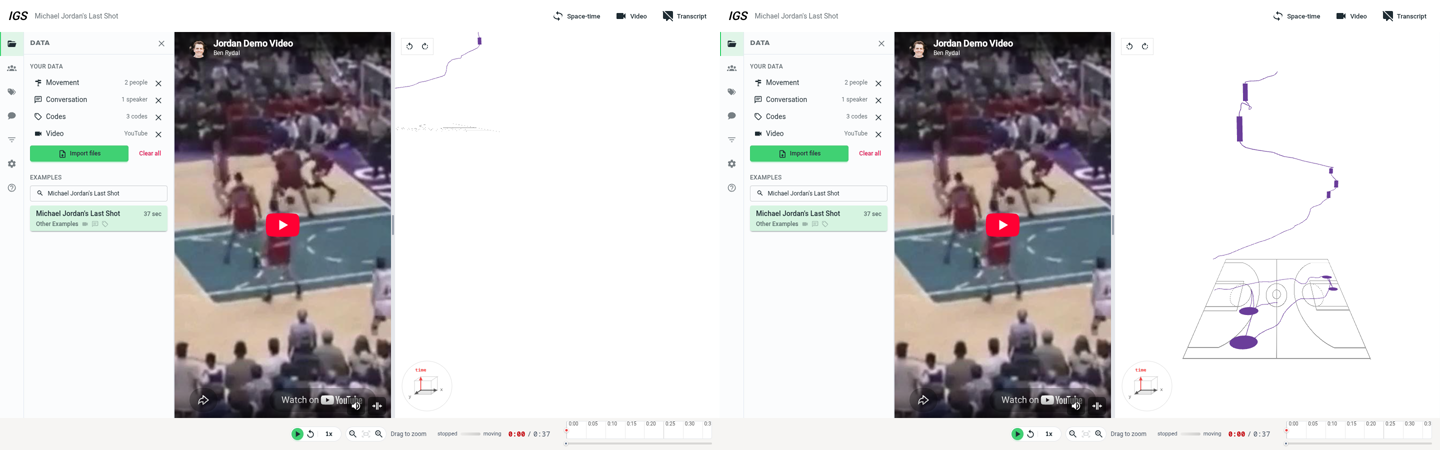 IGS Michael Jordan's Last Shot Space-time Video Transcript
DATA
YOUR DATA
Movement 2 people
Conversation 1 speaker
Codes 3 codes
Video YouTube
Import files Clear all
EXAMPLES
Michael Jordan's Last Shot
Michael Jordan's Last Shot 37 sec
Other Examples
Jordan Demo Video
Ben Rydal
Watch on YouTube
time
x
y
1x Drag to zoom stopped moving 0:00 / 0:37
0:00 0:05 0:10 0:15 0:20 0:25 0:30 0:3
IGS Michael Jordan's Last Shot Space-time Video Transcript
DATA
YOUR DATA
Movement 2 people
Conversation 1 speaker
Codes 3 codes
Video YouTube
Import files Clear all
EXAMPLES
Michael Jordan's Last Shot
Michael Jordan's Last Shot 37 sec
Other Examples
Jordan Demo Video
Ben Rydal
Watch on YouTube
time
x
y
1x Drag to zoom stopped moving 0:00 / 0:37
0:00 0:05 0:10 0:15 0:20 0:25 0:30 0:3